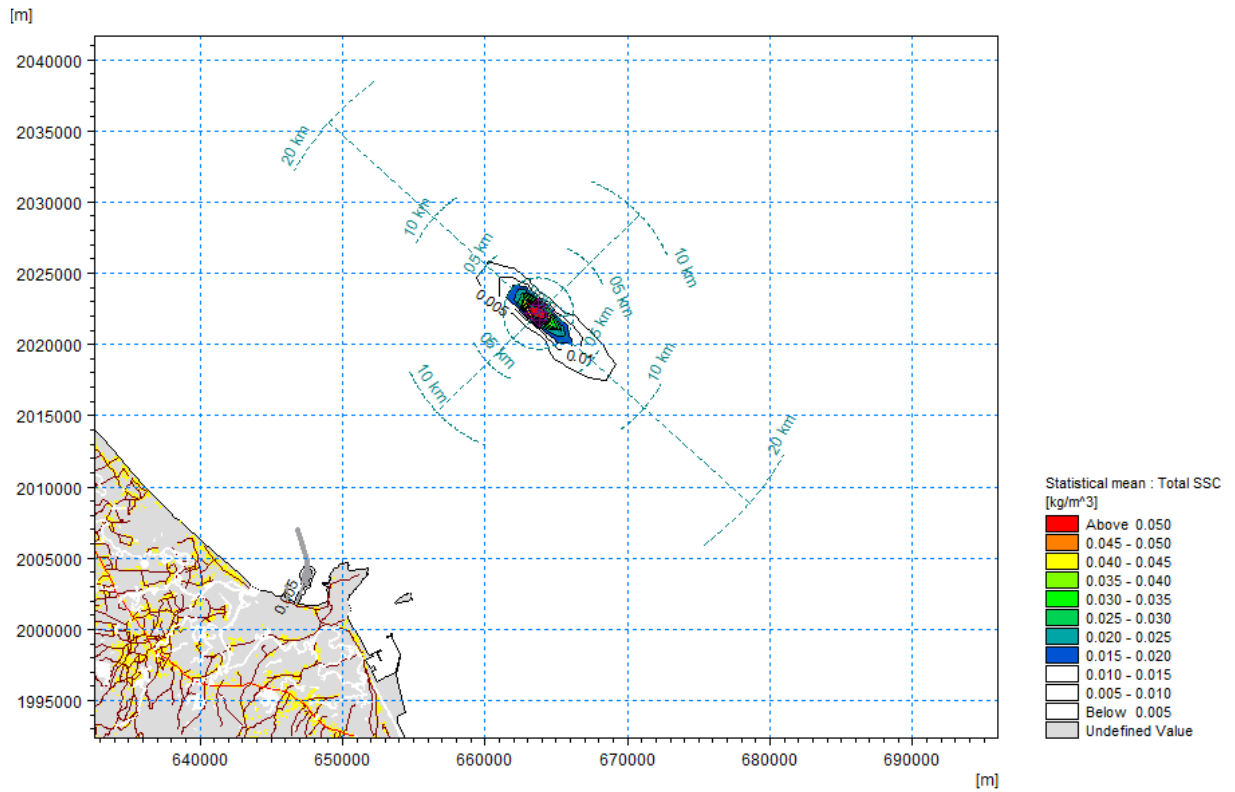 [m]
2040000
2035000
2030000
2025000
2020000
2015000
2010000
2005000
2000000
1995000
20 km
10 km
05 km
10 km
05 km
0.005
05 km
05 km
0.01
10 km
10 km
20 km
0.005
640000
650000
660000
670000
680000
690000
[m]
Statistical mean : Total SSC
[kg/m^3]
Above 0.050
0.045 - 0.050
0.040 - 0.045
0.035 - 0.040
0.030 - 0.035
0.025 - 0.030
0.020 - 0.025
0.015 - 0.020
0.010 - 0.015
0.005 - 0.010
Below 0.005
Undefined Value